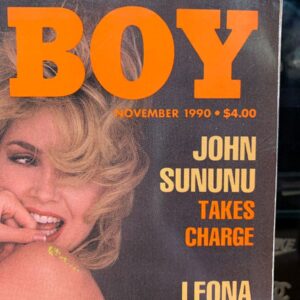 BOY
NOVEMBER 1990 • $4.00
JOHN
SUNUNU
TAKES
CHARGE
LEONA